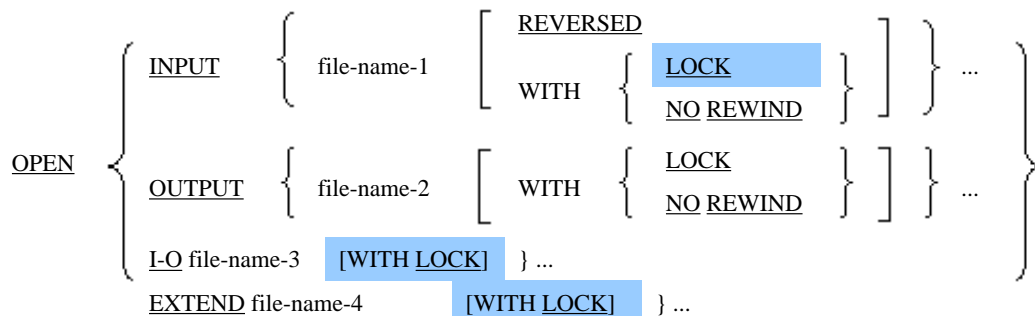 REVERSED
INPUT { file-name-1 [ WITH { LOCK } ] } ...
NO REWIND
OPEN {
LOCK
OUTPUT { file-name-2 [ WITH { NO REWIND } ] } ...
I-O file-name-3 [WITH LOCK] } ...
EXTEND file-name-4 [WITH LOCK] } ...